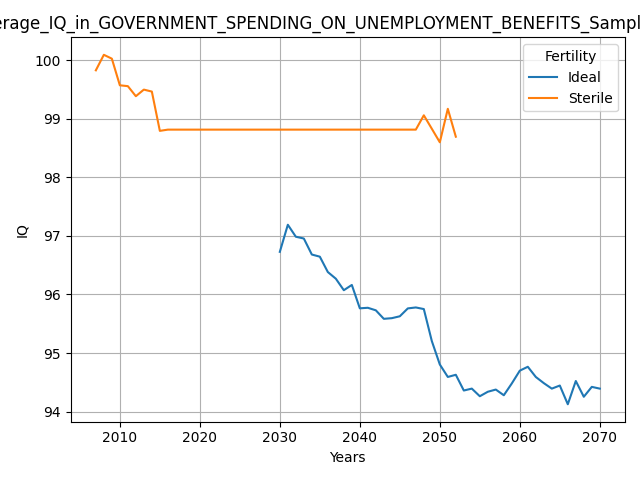 erage_IQ_in_GOVERNMENT_SPENDING_ON_UNEMPLOYMENT_BENEFITS_Sampl
Fertility
Ideal
Sterile
100
99
98
97
96
95
94
IQ
2010 2020 2030 2040 2050 2060 2070
Years